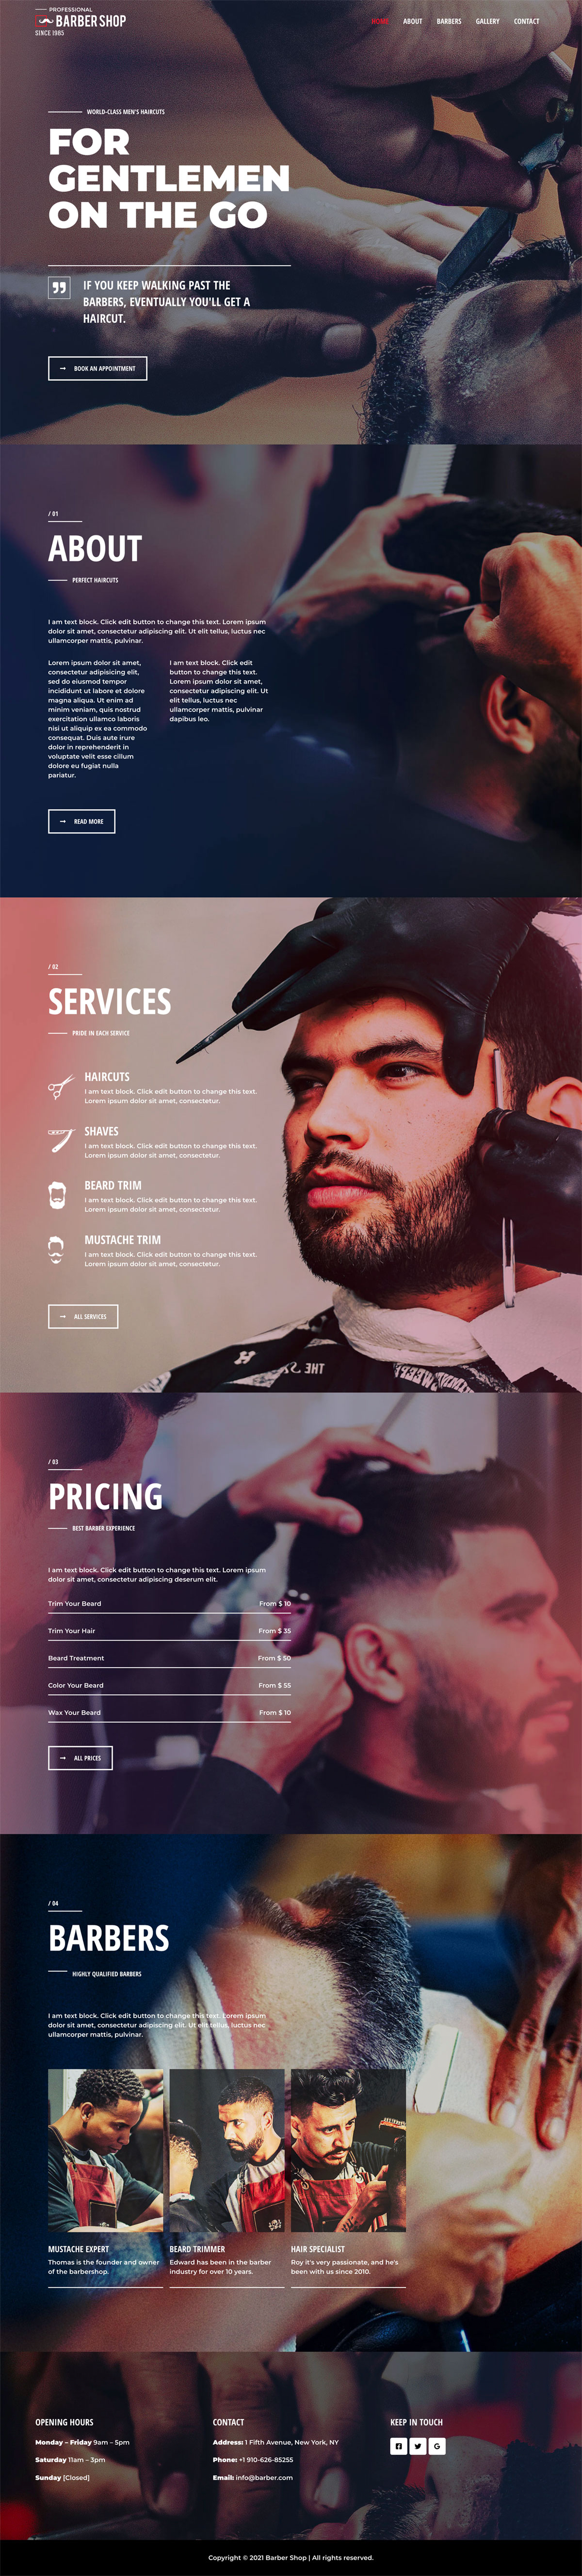 PROFESSIONAL
BARBER SHOP
SINCE 1985
HOME ABOUT BARBERS GALLERY CONTACT
WORLD-CLASS MEN'S HAIRCUTS
FOR
GENTLEMEN
ON THE GO
IF YOU KEEP WALKING PAST THE
BARBERS, EVENTUALLY YOU'LL GET A
HAIRCUT.
BOOK AN APPOINTMENT
/ 01
ABOUT
PERFECT HAIRCUTS
I am text block. Click edit button to change this text. Lorem ipsum
dolor sit amet, consectetur adipiscing elit. Ut elit tellus, luctus nec
ullamcorper mattis, pulvinar.
Lorem ipsum dolor sit amet,
consectetur adipisicing elit,
sed do eiusmod tempor
incididunt ut labore et dolore
magna aliqua. Ut enim ad
minim veniam, quis nostrud
exercitation ullamco laboris
nisi ut aliquip ex ea commodo
consequat. Duis aute irure
dolor in reprehenderit in
voluptate velit esse cillum
dolore eu fugiat nulla
pariatur.
I am text block. Click edit
button to change this text.
Lorem ipsum dolor sit amet,
consectetur adipiscing elit. Ut
elit tellus, luctus nec
ullamcorper mattis, pulvinar
dapibus leo.
READ MORE
/ 02
SERVICES
PRIDE IN EACH SERVICE
HAIRCUTS
I am text block. Click edit button to change this text.
Lorem ipsum dolor sit amet, consectetur.
SHAVES
I am text block. Click edit button to change this text.
Lorem ipsum dolor sit amet, consectetur.
BEARD TRIM
I am text block. Click edit button to change this text.
Lorem ipsum dolor sit amet, consectetur.
MUSTACHE TRIM
I am text block. Click edit button to change this text.
Lorem ipsum dolor sit amet, consectetur.
ALL SERVICES
/ 03
PRICING
BEST BARBER EXPERIENCE
I am text block. Click edit button to change this text. Lorem ipsum
dolor sit amet, consectetur adipiscing deserum elit.
Trim Your Beard From $ 10
Trim Your Hair From $ 35
Beard Treatment From $ 50
Color Your Beard From $ 55
Wax Your Beard From $ 10
ALL PRICES
/ 04
BARBERS
HIGHLY QUALIFIED BARBERS
I am text block. Click edit button to change this text. Lorem ipsum
dolor sit amet, consectetur adipiscing elit. Ut elit tellus, luctus nec
ullamcorper mattis, pulvinar.
MUSTACHE EXPERT
Thomas is the founder and owner
of the barbershop.
BEARD TRIMMER
Edward has been in the barber
industry for over 10 years.
HAIR SPECIALIST
Roy it's very passionate, and he's
been with us since 2010.
OPENING HOURS
Monday – Friday 9am – 5pm
Saturday 11am – 3pm
Sunday [Closed]
CONTACT
Address: 1 Fifth Avenue, New York, NY
Phone: +1 910-626-85255
Email: info@barber.com
KEEP IN TOUCH
Copyright © 2021 Barber Shop | All rights reserved.